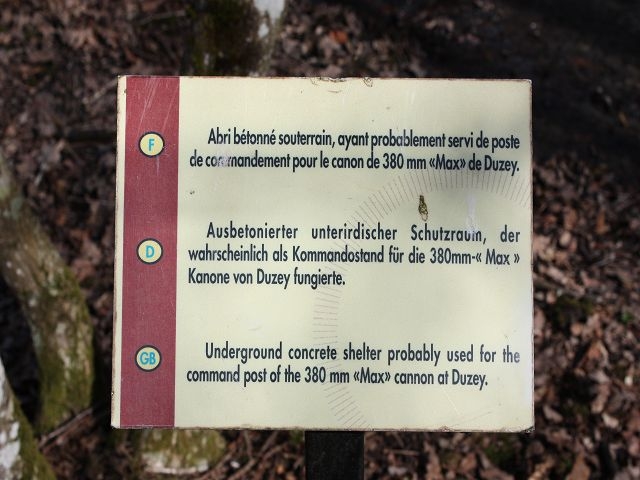 F
Abri bétonné souterrain, ayant probablement servi de poste
de commandement pour le canon de 380 mm «Max» de Duzey.
D
Ausbetonierter unterirdischer Schutzraum, der
wahrscheinlich als Kommandostand für die 380mm-« Max »
Kanone von Duzey fungierte.
GB
Underground concrete shelter probably used for the
command post of the 380 mm «Max» cannon at Duzey.